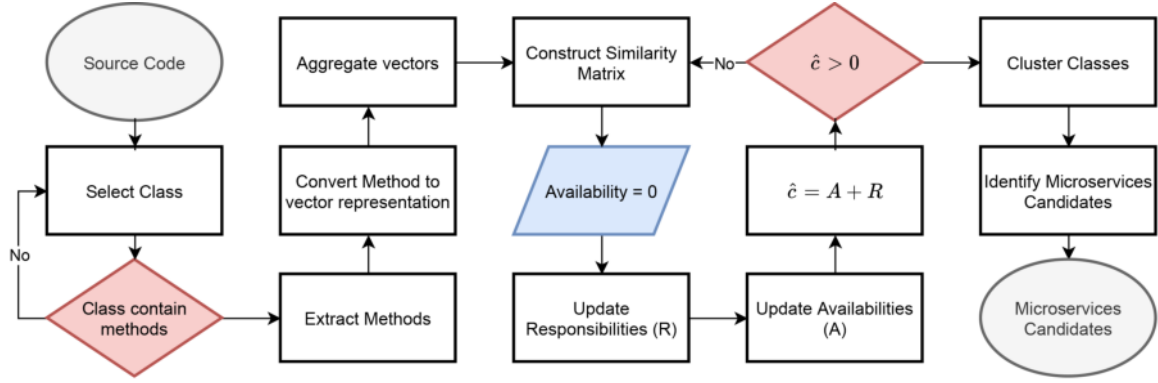 Source Code
Select Class
No
Class contain
methods
Extract Methods
Convert Method to
vector representation
Aggregate vectors
Construct Similarity
Matrix
Availability = 0
Update
Responsibilities (R)
Update Availabilities
(A)
ĉ = A + R
ĉ > 0
No
Cluster Classes
Identify Microservices
Candidates
Microservices
Candidates